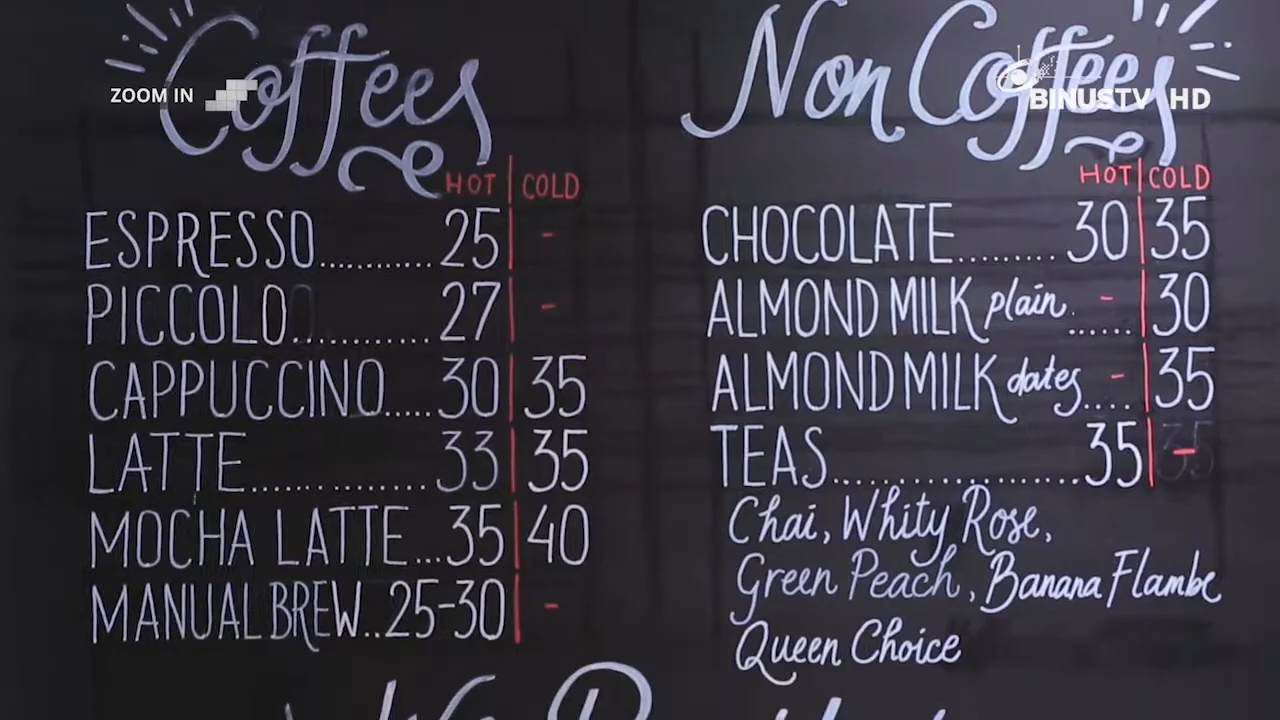 ZOOM IN
BINUSTV HD
Coffees
HOT COLD
ESPRESSO............25 -
PICCOLO............27 -
CAPPUCCINO.....30 35
LATTE...............33 35
MOCHA LATTE...35 40
MANUAL BREW..25-30 -
Non Coffees
HOT COLD
CHOCOLATE.........30 35
ALMOND MILK plain...... - 30
ALMOND MILK dates.... - 35
TEAS.....................35 -
Chai, Whity Rose,
Green Peach, Banana Flambe
Queen Choice